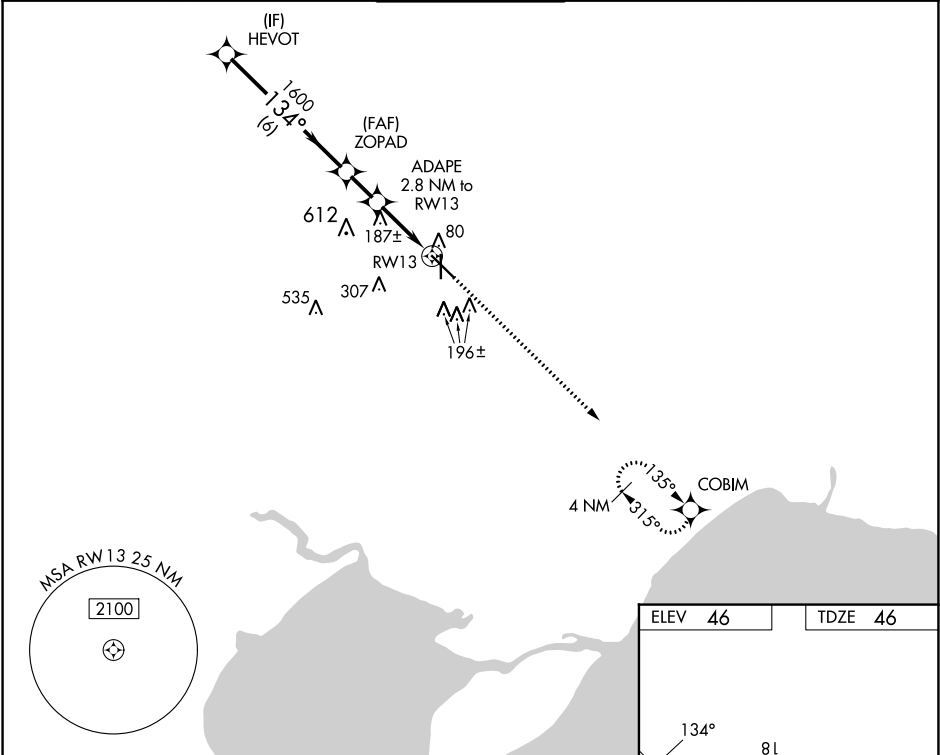 (IF)
HEVOT
1600
134°
(6)
(FAF)
ZOPAD
ADAPE
2.8 NM to
RW13
612
187±
80
RW13
307
535
196±
135°
COBIM
4 NM
315°
MSA RW13 25 NM
2100
ELEV 46
TDZE 46
134°
18